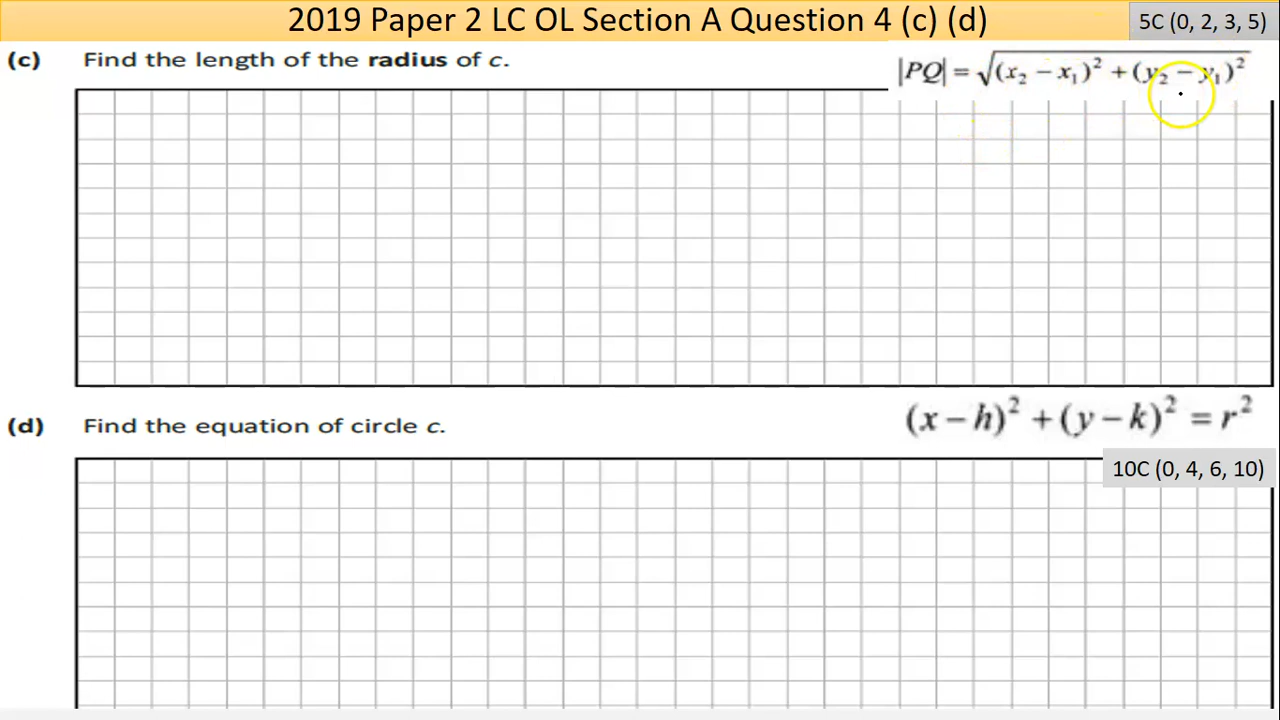 2019 Paper 2 LC OL Section A Question 4 (c) (d)
5C (0, 2, 3, 5)
(c) Find the length of the radius of c.
|PQ| = √(x₂ − x₁)² + (y₂ − y₁)²
(d) Find the equation of circle c.
(x − h)² + (y − k)² = r²
10C (0, 4, 6, 10)